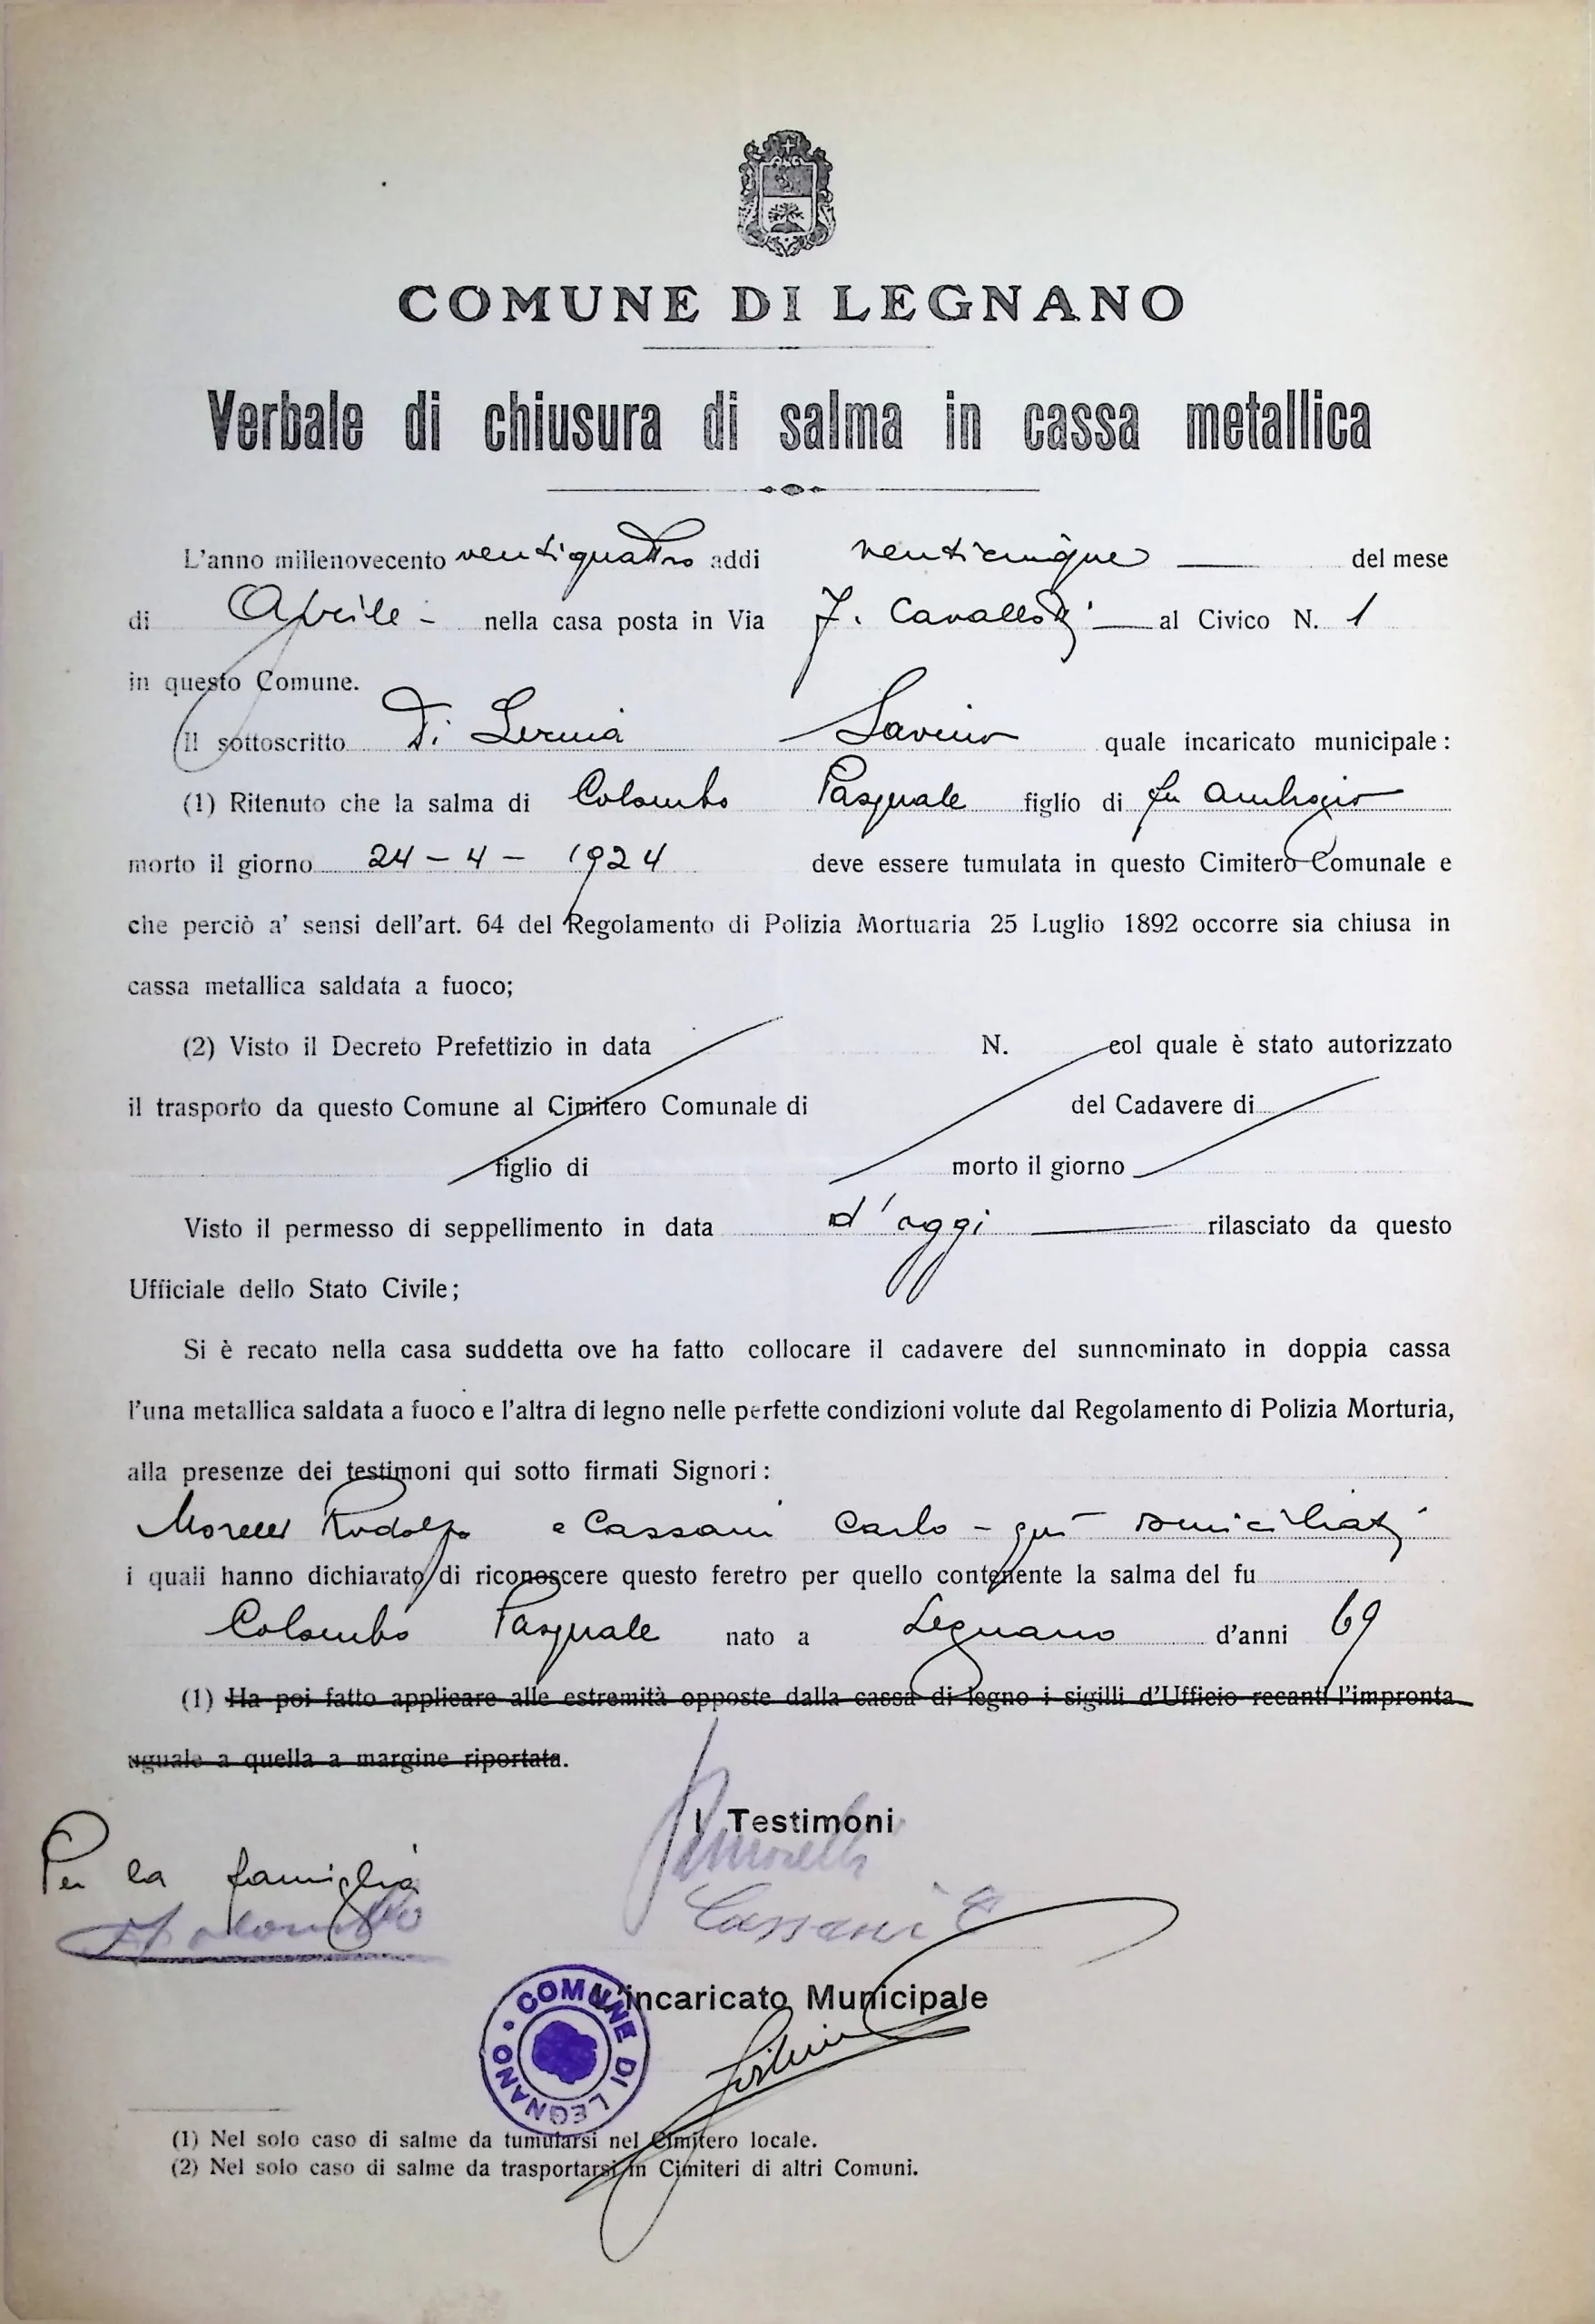 COMUNE DI LEGNANO
Verbale di chiusura di salma in cassa metallica
L'anno millenovecento ventiquattro addi venticinque del mese
di Aprile - nella casa posta in Via F. Cavallotti al Civico N. 1
in questo Comune.
Il sottoscritto Di Lernia Savino quale incaricato municipale:
(1) Ritenuto che la salma di Colombo Pasquale figlio di fu Ambrogio
morto il giorno 24 - 4 - 1924 deve essere tumulata in questo Cimitero Comunale e
che perciò a' sensi dell'art. 64 del Regolamento di Polizia Mortuaria 25 Luglio 1892 occorre sia chiusa in
cassa metallica saldata a fuoco;
(2) Visto il Decreto Prefettizio in data N. col quale è stato autorizzato
il trasporto da questo Comune al Cimitero Comunale di del Cadavere di
figlio di morto il giorno
Visto il permesso di seppellimento in data d'oggi rilasciato da questo
Ufficiale dello Stato Civile;
Si è recato nella casa suddetta ove ha fatto collocare il cadavere del sunnominato in doppia cassa
l'una metallica saldata a fuoco e l'altra di legno nelle perfette condizioni volute dal Regolamento di Polizia Morturia,
alla presenze dei testimoni qui sotto firmati Signori:
Morelli Rodolfo e Cassani Carlo - qui domiciliati
i quali hanno dichiarato di riconoscere questo feretro per quello contenente la salma del fu
Colombo Pasquale nato a Legnano d'anni 69
(1) Ha poi fatto applicare alle estremità opposte dalla cassa di legno i sigilli d'Ufficio recanti l'impronta
uguale a quella a margine riportata.
I Testimoni
Morelli
Per la famiglia
Colombo
Cassani C
L'incaricato Municipale
COMUNE DI LEGNANO
(1) Nel solo caso di salme da tumularsi nel Cimitero locale.
(2) Nel solo caso di salme da trasportarsi in Cimiteri di altri Comuni.